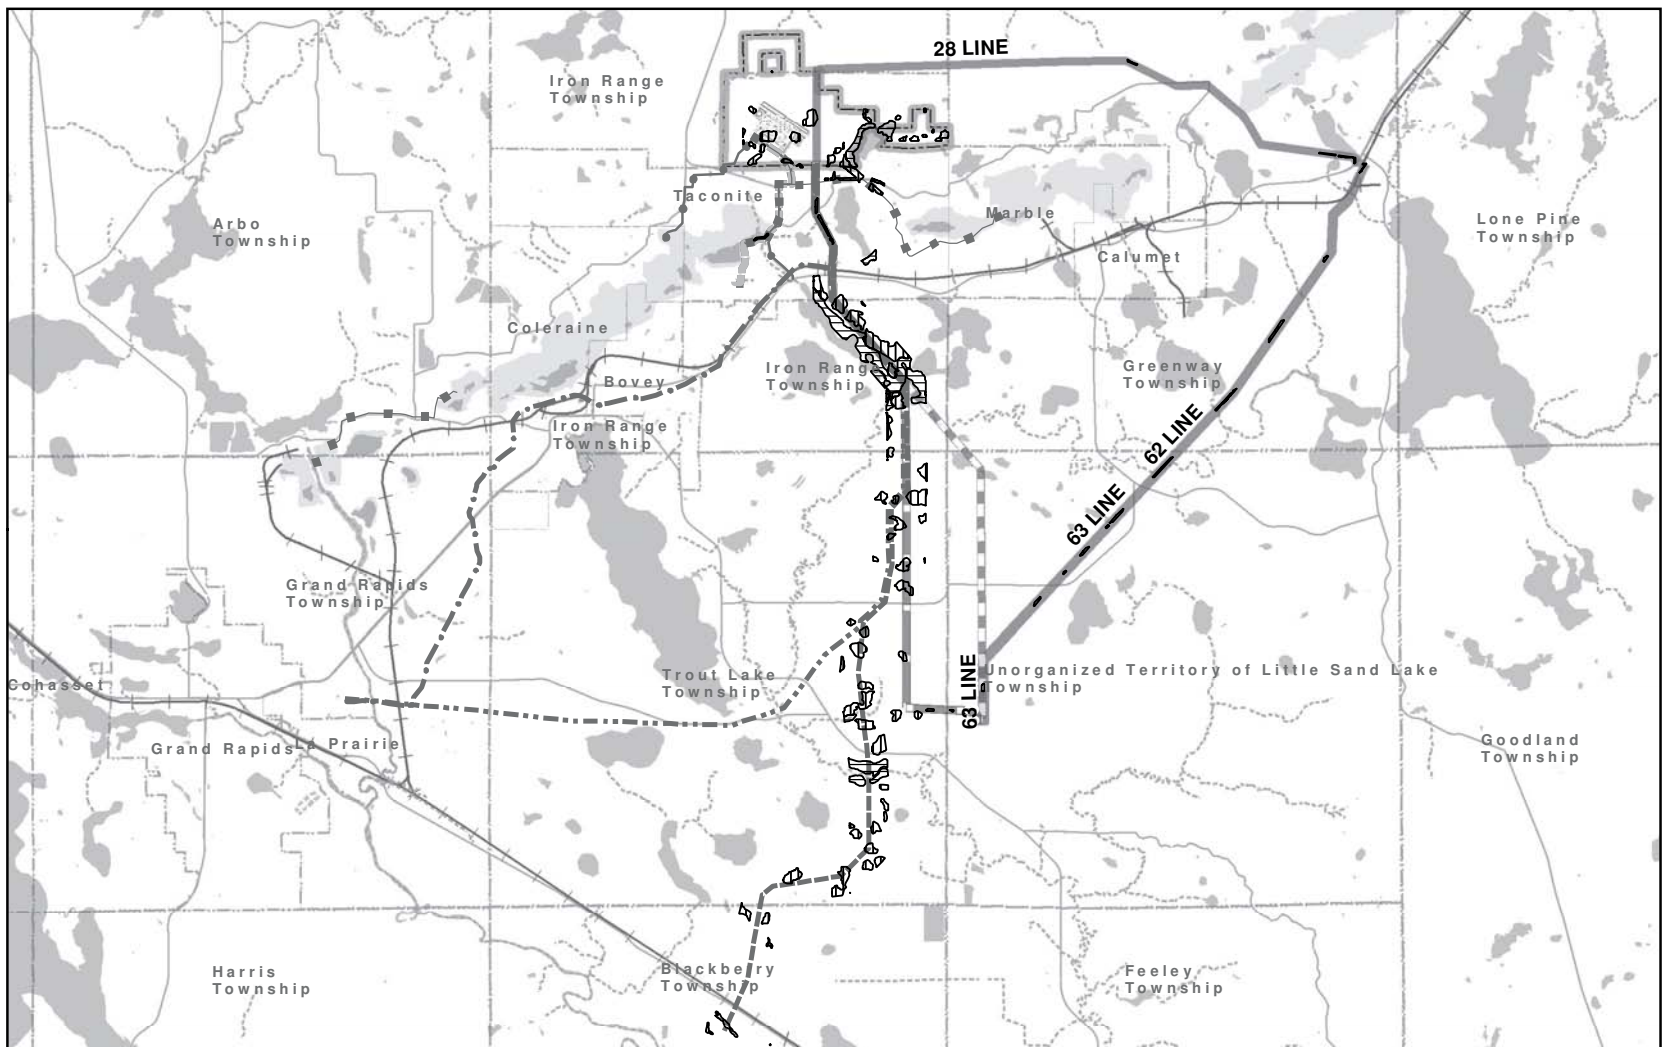 28 LINE
Iron Range
Township
Taconite
Marble
Arbo
Township
Lone Pine
Township
Calumet
Coleraine
Iron Range
Township
Greenway
Township
Bovey
Iron Range
Township
62 LINE
63 LINE
Grand Rapids
Township
63 LINE
Trout Lake
Township
Unorganized Territory of Little Sand Lake
Township
Cohasset
Grand Rapids
La Prairie
Goodland
Township
Harris
Township
Blackberry
Township
Feeley
Township